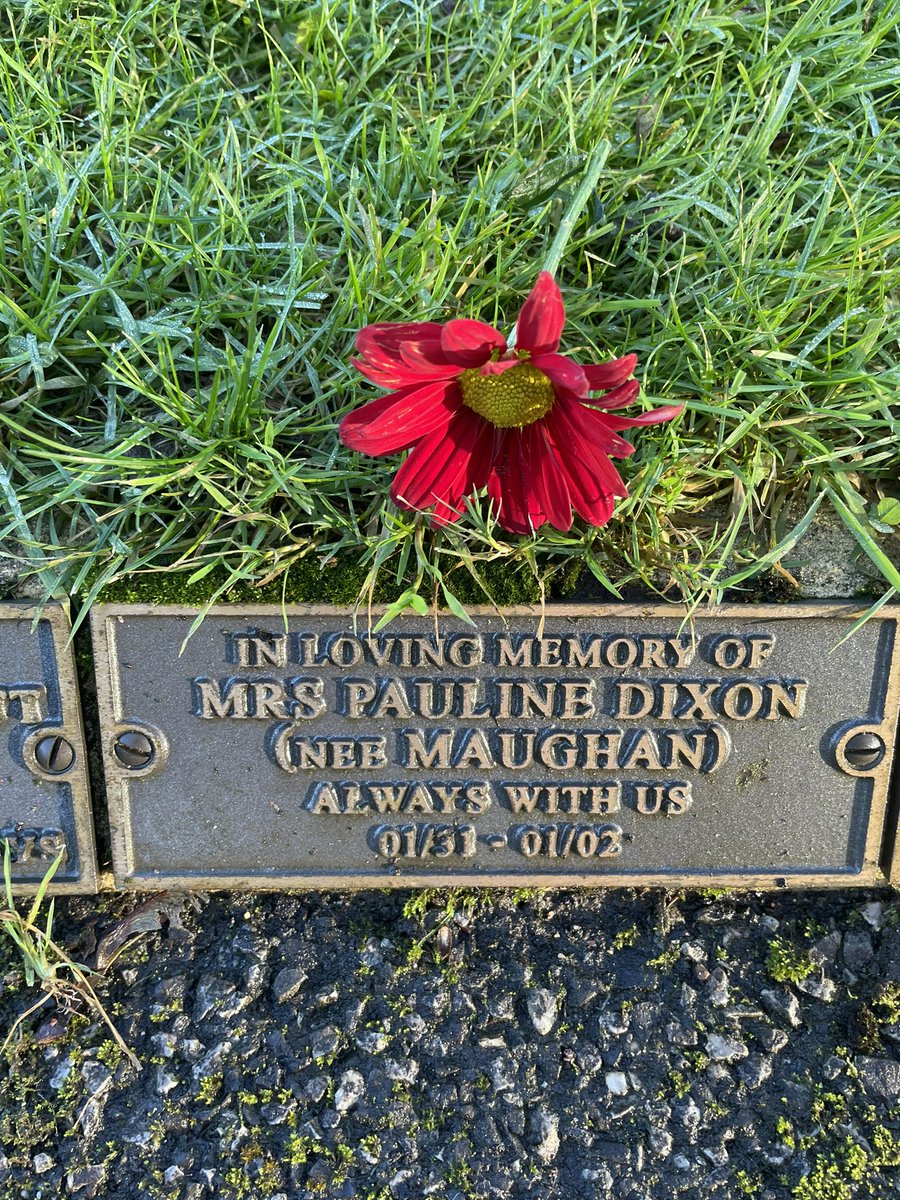 IN LOVING MEMORY OF
MRS PAULINE DIXON
(NEE MAUGHAN)
ALWAYS WITH US
01/31 - 01/02